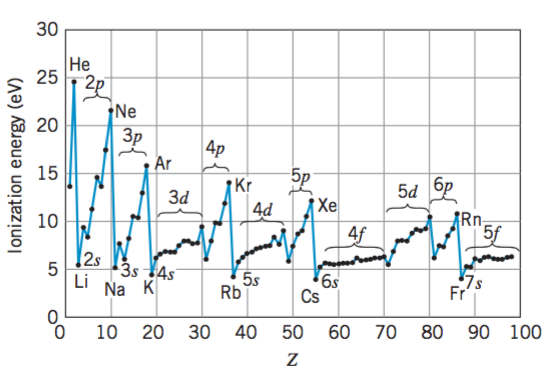 Ionization energy (eV)
30
25
20
15
10
5
0
He
2p
Ne
3p
Ar
4p
Kr
3d
4d
5p
Xe
4f
5d
6p
Rn
5f
Li
2s
Na
3s
K
4s
Rb
5s
Cs
6s
Fr
7s
0 10 20 30 40 50 60 70 80 90 100
Z